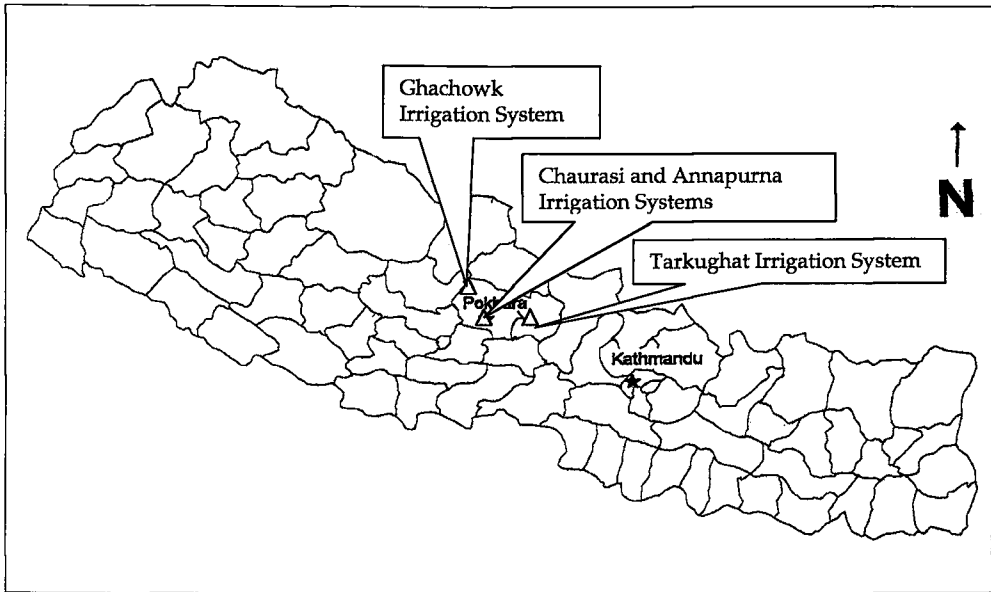 Ghachowk
Irrigation System
Chaurasi and Annapurna
Irrigation Systems
N
Tarkughat Irrigation System
Pokhara
Kathmandu